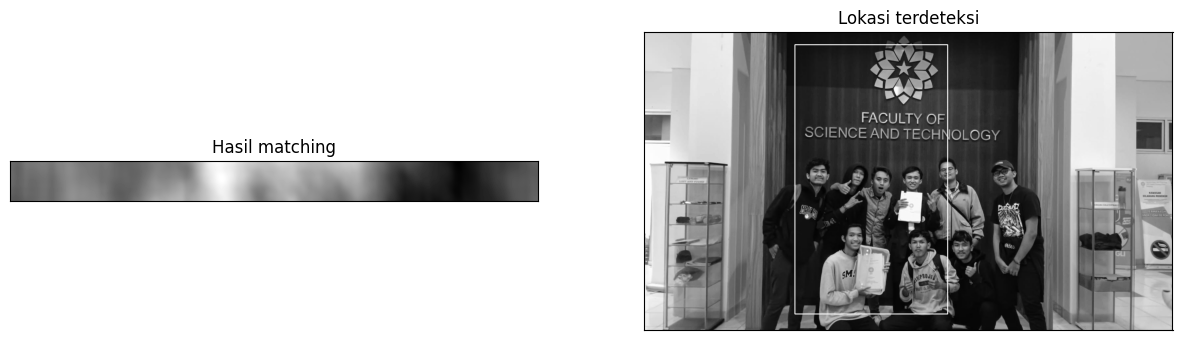 Hasil matching
Lokasi terdeteksi
FACULTY OF
SCIENCE AND TECHNOLOGY